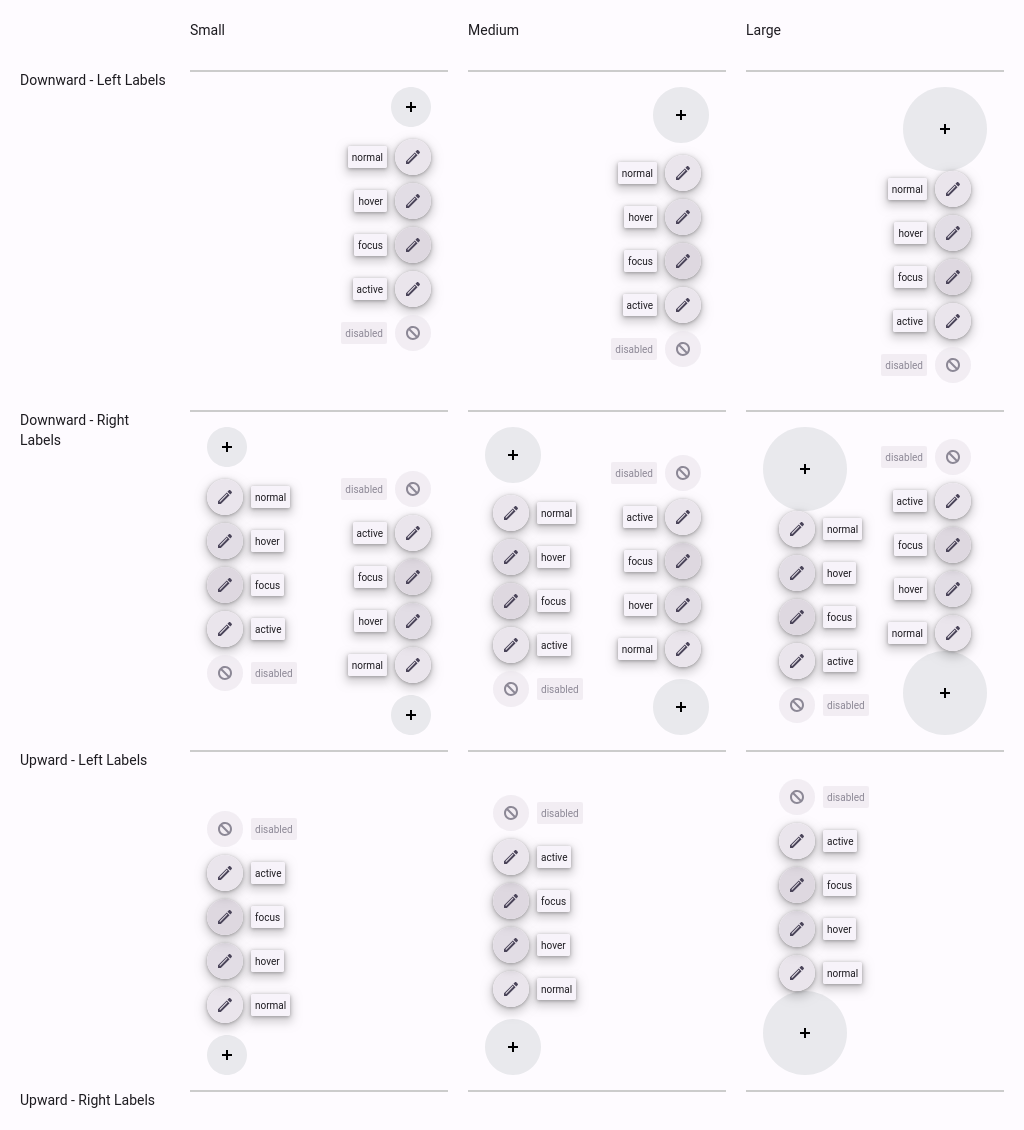 Small
Medium
Large
Downward - Left Labels
normal
hover
focus
active
disabled
normal
hover
focus
active
disabled
normal
hover
focus
active
disabled
Downward - Right
Labels
normal
hover
focus
active
disabled
disabled
active
focus
hover
normal
normal
hover
focus
active
disabled
disabled
active
focus
hover
normal
normal
hover
focus
active
disabled
disabled
active
focus
hover
normal
Upward - Left Labels
disabled
active
focus
hover
normal
disabled
active
focus
hover
normal
disabled
active
focus
hover
normal
Upward - Right Labels